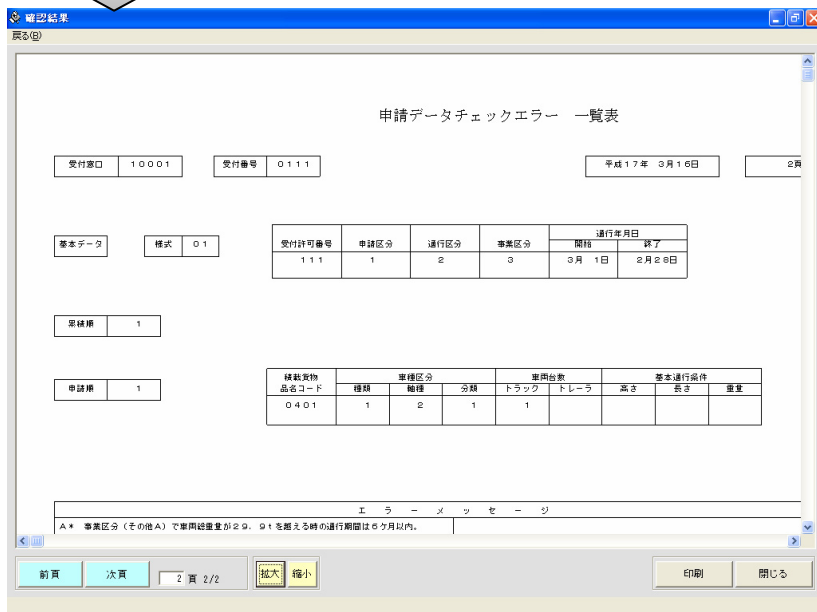 確認結果
戻る(B)
申請データチェックエラー 一覧表
受付窓口 10001 受付番号 0111 平成17年 3月16日 2頁
基本データ 様式 01
受付許可番号 申請区分 通行区分 事業区分 通行年月日
開始 終了
111 1 2 3 3月 1日 2月28日
累積順 1
申請順 1
積載貨物品名コード 車種区分 車両台数 基本通行条件
種類 軸種 分類 トラック トレーラ 高さ 長さ 重量
0401 1 2 1 1
エラーメッセージ
A* 事業区分(その他A)で車両総重量が29.9tを越える時の通行期間は6ケ月以内。
前頁 次頁 2 頁 2/2 拡大 縮小 印刷 閉じる